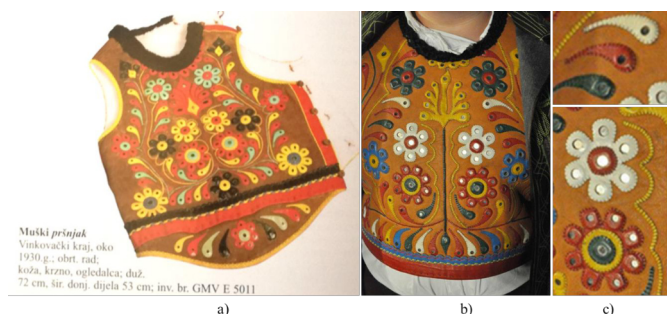 Muški pršnjak
Vinkovački kraj, oko
1930.g.; obrt. rad;
koža, krzno, ogledalca; duž.
72 cm, šir. donj. dijela 53 cm; inv. br. GMV E 5011
a)
b)
c)